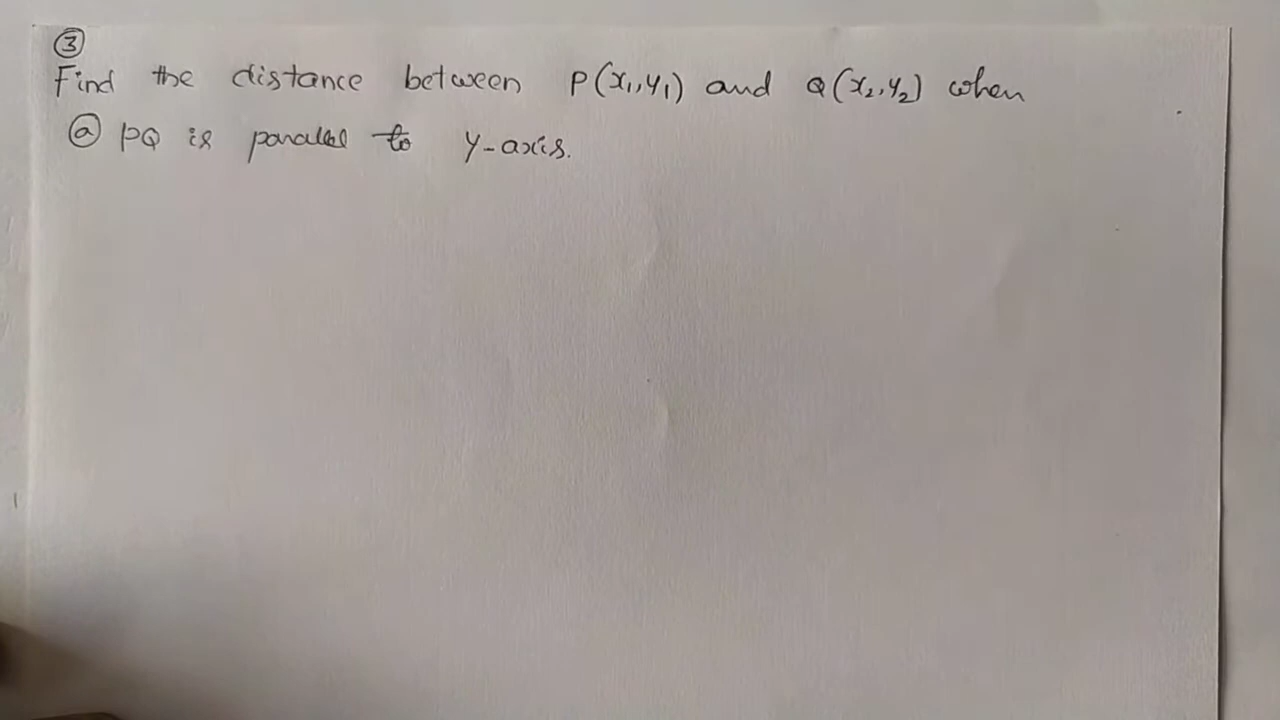 ③
Find the distance between P(x₁,y₁) and Q(x₂,y₂) when
ⓐ PQ is parallel to y-axis.